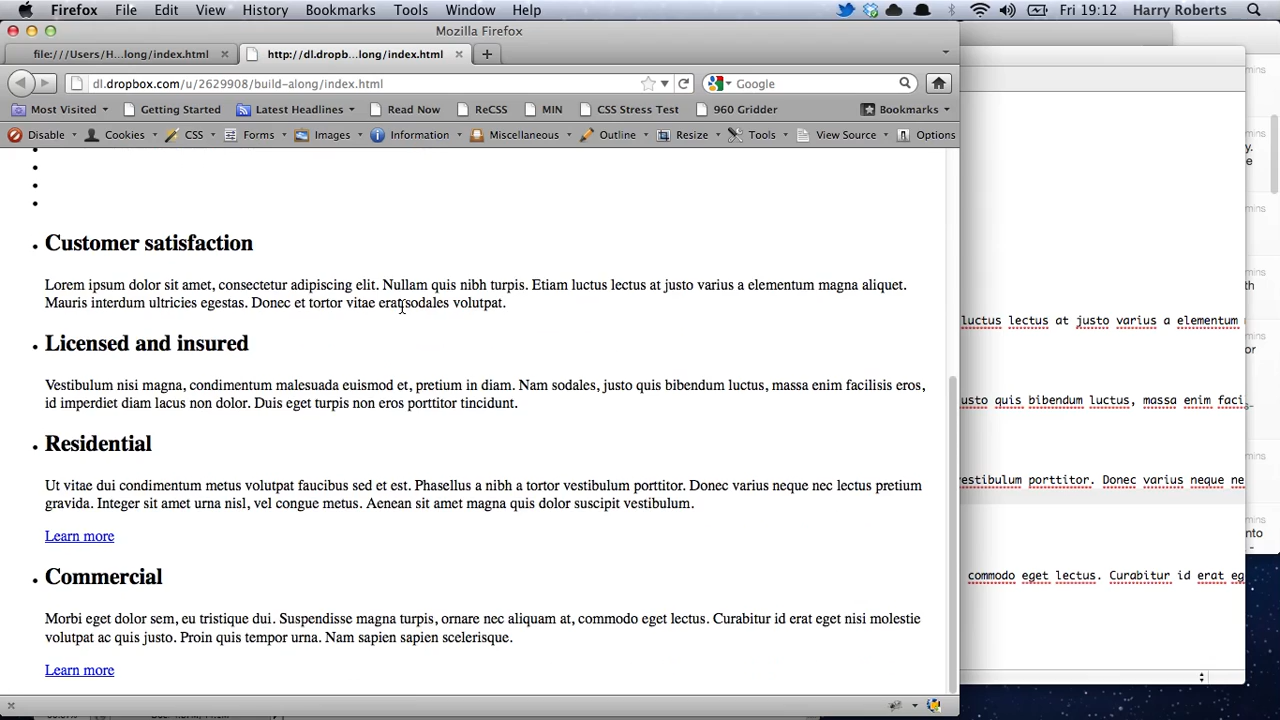 Firefox File Edit View History Bookmarks Tools Window Help Fri 19:12 Harry Roberts
Mozilla Firefox
file:///Users/H...long/index.html http://dl.dropb...long/index.html
dl.dropbox.com/u/2629908/build-along/index.html Google
Most Visited Getting Started Latest Headlines Read Now ReCSS MIN CSS Stress Test 960 Gridder Bookmarks
Disable Cookies CSS Forms Images Information Miscellaneous Outline Resize Tools View Source Options
Customer satisfaction
Lorem ipsum dolor sit amet, consectetur adipiscing elit. Nullam quis nibh turpis. Etiam luctus lectus at justo varius a elementum magna aliquet.
Mauris interdum ultricies egestas. Donec et tortor vitae erat sodales volutpat.
Licensed and insured
Vestibulum nisi magna, condimentum malesuada euismod et, pretium in diam. Nam sodales, justo quis bibendum luctus, massa enim facilisis eros,
id imperdiet diam lacus non dolor. Duis eget turpis non eros porttitor tincidunt.
Residential
Ut vitae dui condimentum metus volutpat faucibus sed et est. Phasellus a nibh a tortor vestibulum porttitor. Donec varius neque nec lectus pretium
gravida. Integer sit amet urna nisl, vel congue metus. Aenean sit amet magna quis dolor suscipit vestibulum.
Learn more
Commercial
Morbi eget dolor sem, eu tristique dui. Suspendisse magna turpis, ornare nec aliquam at, commodo eget lectus. Curabitur id erat eget nisi molestie
volutpat ac quis justo. Proin quis tempor urna. Nam sapien sapien scelerisque.
Learn more
luctus lectus at justo varius a elementum
usto quis bibendum luctus, massa enim faci
estibulum porttitor. Donec varius neque ne
commodo eget lectus. Curabitur id erat eg